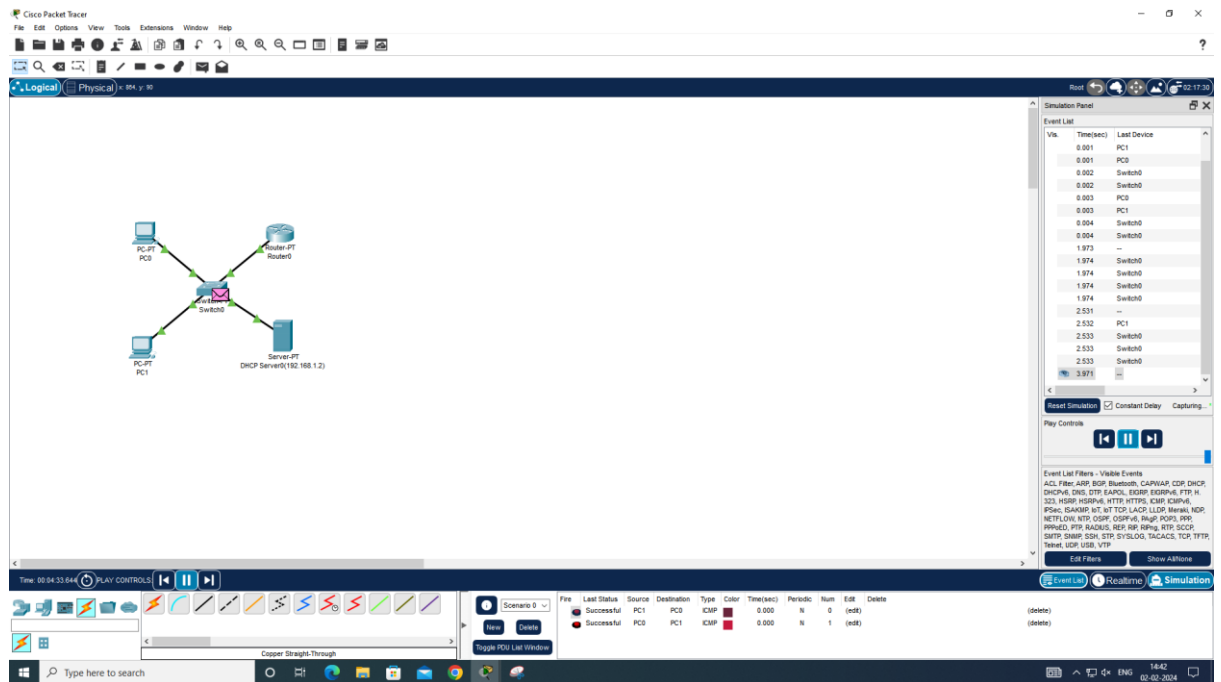 Cisco Packet Tracer
File Edit Options View Tools Extensions Window Help
?
Logical Physical x: 854, y: 90 Root 02:17:30
Simulation Panel
Event List
Vis. Time(sec) Last Device
0.001 PC1
0.001 PC0
0.002 Switch0
0.002 Switch0
0.003 PC0
0.003 PC1
0.004 Switch0
0.004 Switch0
1.973 --
1.974 Switch0
1.974 Switch0
1.974 Switch0
1.974 Switch0
2.531 --
2.532 PC1
2.533 Switch0
2.533 Switch0
2.533 Switch0
3.971 --
PC-PT
PC0
Router-PT
Router0
Switch0
PC-PT
PC1
Server-PT
DHCP Server0(192.168.1.2)
Reset Simulation Constant Delay Capturing...
Play Controls
Event List Filters - Visible Events
ACL Filter, ARP, BGP, Bluetooth, CAPWAP, CDP, DHCP,
DHCPv6, DNS, DTP, EAPOL, EIGRP, EIGRPv6, FTP, H.
323, HSRP, HSRPv6, HTTP, HTTPS, ICMP, ICMPv6,
IPSec, ISAKMP, IoT, IoT TCP, LACP, LLDP, Meraki, NDP,
NETFLOW, NTP, OSPF, OSPFv6, PAgP, POP3, PPP,
PPPoED, PTP, RADIUS, REP, RIP, RIPng, RTP, SCCP,
SMTP, SNMP, SSH, STP, SYSLOG, TACACS, TCP, TFTP,
Telnet, UDP, USB, VTP
Edit Filters Show All/None
Time: 00:04:33.644 PLAY CONTROLS: Event List Realtime Simulation
Scenario 0
New Delete
Toggle PDU List Window
Fire Last Status Source Destination Type Color Time(sec) Periodic Num Edit Delete
Successful PC1 PC0 ICMP 0.000 N 0 (edit) (delete)
Successful PC0 PC1 ICMP 0.000 N 1 (edit) (delete)
Copper Straight-Through
Type here to search
ENG 14:42
02-02-2024